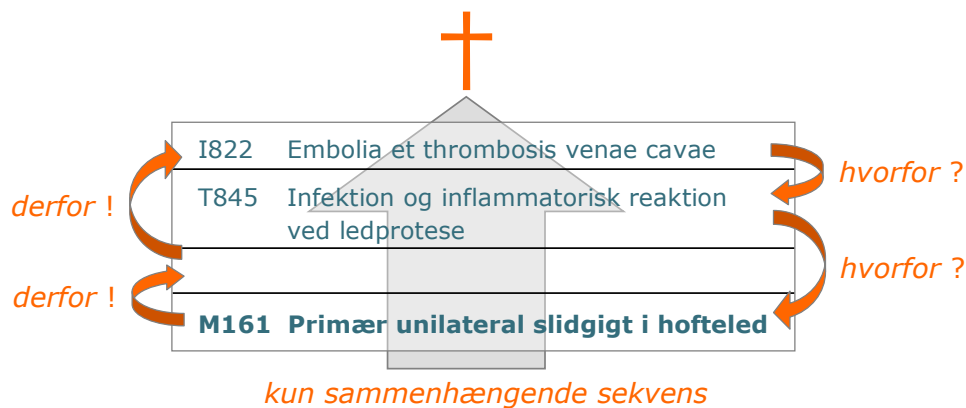 I822 Embolia et thrombosis venae cavae
hvorfor ?
derfor !
T845 Infektion og inflammatorisk reaktion
ved ledprotese
hvorfor ?
derfor !
M161 Primær unilateral slidgigt i hofteled
kun sammenhængende sekvens